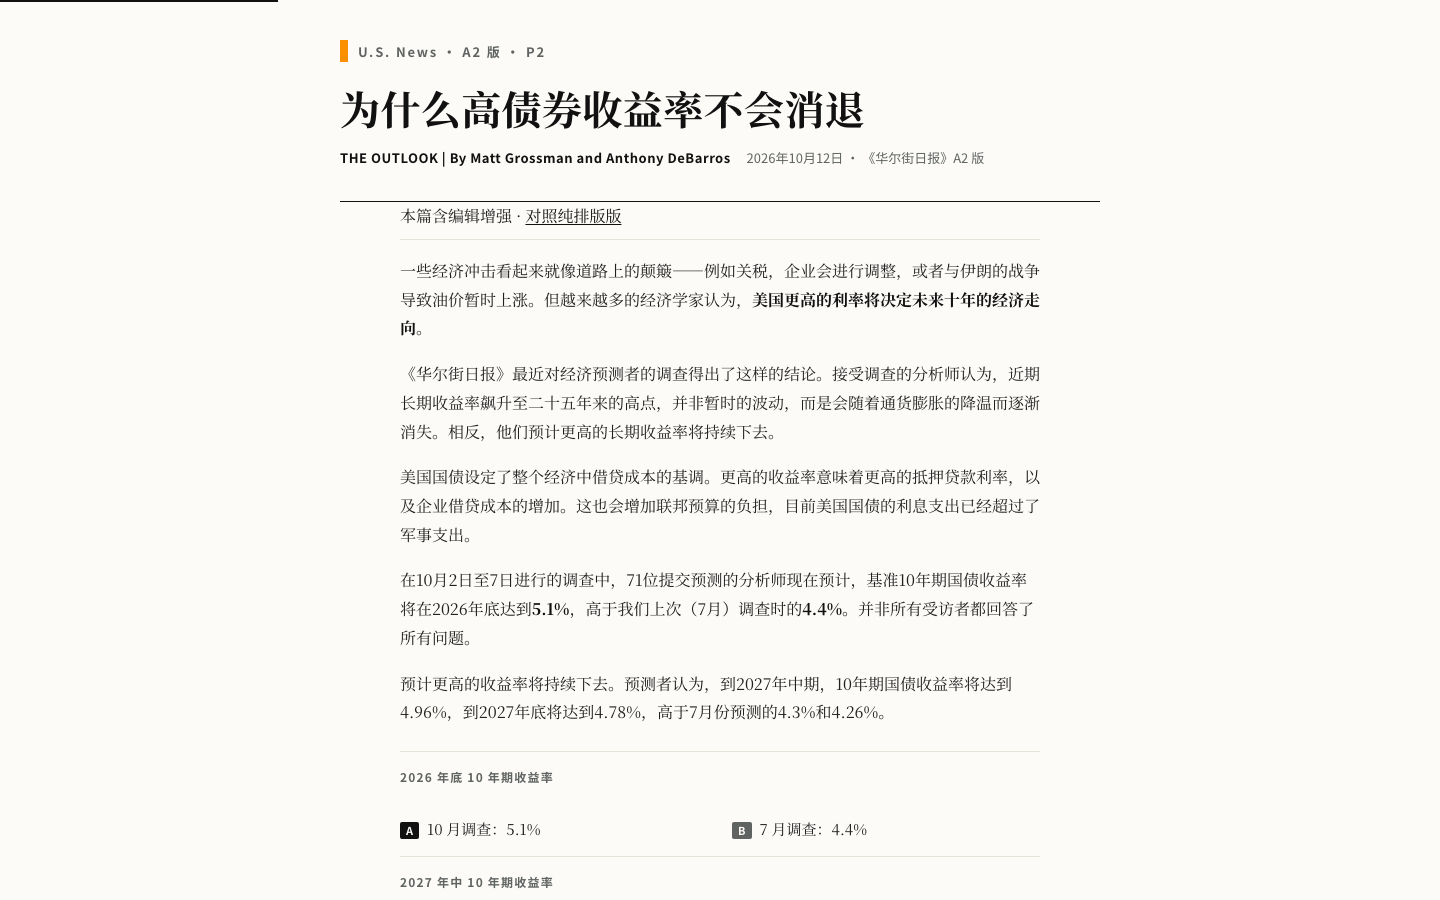 U.S. News · A2 版 · P2
为什么高债券收益率不会消退
THE OUTLOOK | By Matt Grossman and Anthony DeBarros 2026年10月12日 · 《华尔街日报》A2 版
本篇含编辑增强 · 对照纯排版版
一些经济冲击看起来就像道路上的颠簸——例如关税，企业会进行调整，或者与伊朗的战争
导致油价暂时上涨。但越来越多的经济学家认为，美国更高的利率将决定未来十年的经济走
向。
《华尔街日报》最近对经济预测者的调查得出了这样的结论。接受调查的分析师认为，近期
长期收益率飙升至二十五年来的高点，并非暂时的波动，而是会随着通货膨胀的降温而逐渐
消失。相反，他们预计更高的长期收益率将持续下去。
美国国债设定了整个经济中借贷成本的基调。更高的收益率意味着更高的抵押贷款利率，以
及企业借贷成本的增加。这也会增加联邦预算的负担，目前美国国债的利息支出已经超过了
军事支出。
在10月2日至7日进行的调查中，71位提交预测的分析师现在预计，基准10年期国债收益率
将在2026年底达到5.1%，高于我们上次（7月）调查时的4.4%。并非所有受访者都回答了
所有问题。
预计更高的收益率将持续下去。预测者认为，到2027年中期，10年期国债收益率将达到
4.96%，到2027年底将达到4.78%，高于7月份预测的4.3%和4.26%。
2026 年底 10 年期收益率
A 10 月调查：5.1%
B 7 月调查：4.4%
2027 年中 10 年期收益率